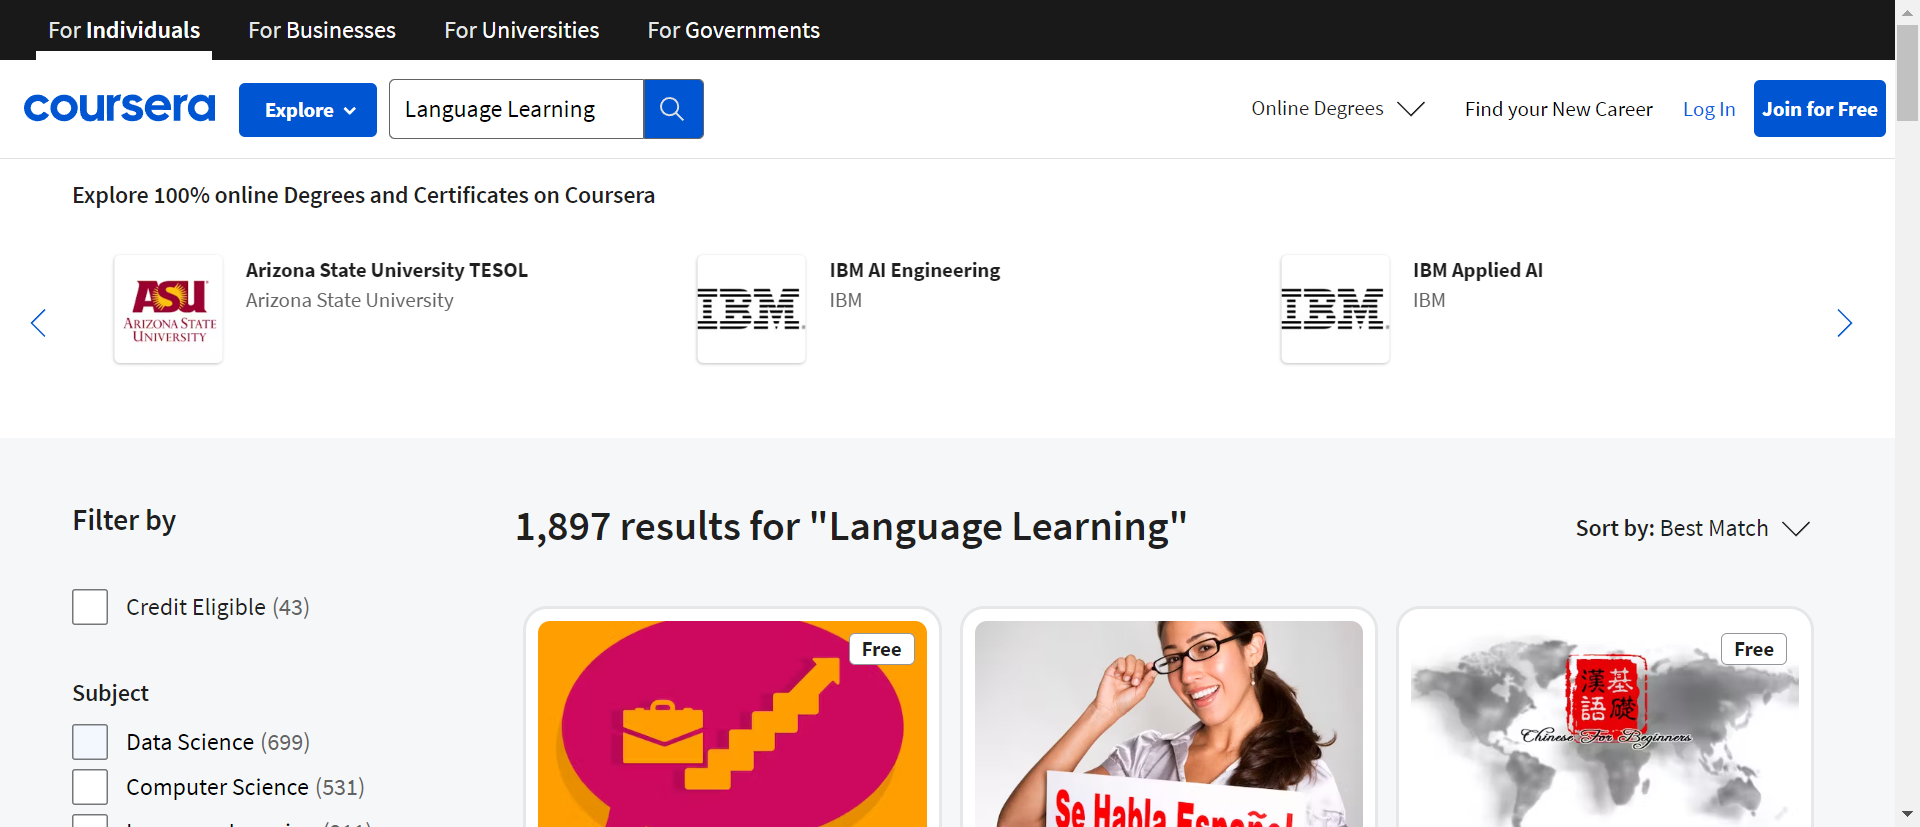 For Individuals
For Businesses
For Universities
For Governments
coursera
Explore
Language Learning
Online Degrees
Find your New Career
Log In
Join for Free
Explore 100% online Degrees and Certificates on Coursera
ASU
ARIZONA STATE
UNIVERSITY
Arizona State University TESOL
Arizona State University
IBM
IBM AI Engineering
IBM
IBM
IBM Applied AI
IBM
Filter by
1,897 results for "Language Learning"
Sort by: Best Match
Credit Eligible (43)
Subject
Data Science (699)
Computer Science (531)
Free
Se Habla Español
Free
漢基
語礎
Chinese For Beginners